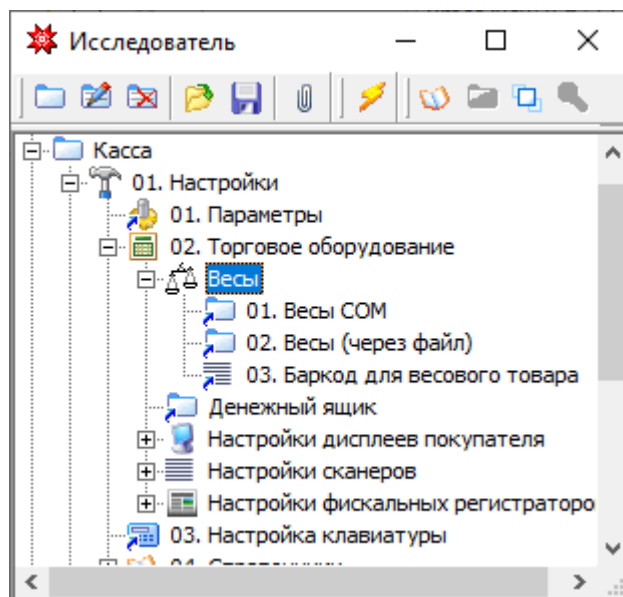 Исследователь
Касса
01. Настройки
01. Параметры
02. Торговое оборудование
Весы
01. Весы COM
02. Весы (через файл)
03. Баркод для весового товара
Денежный ящик
Настройки дисплеев покупателя
Настройки сканеров
Настройки фискальных регистраторо
03. Настройка клавиатуры